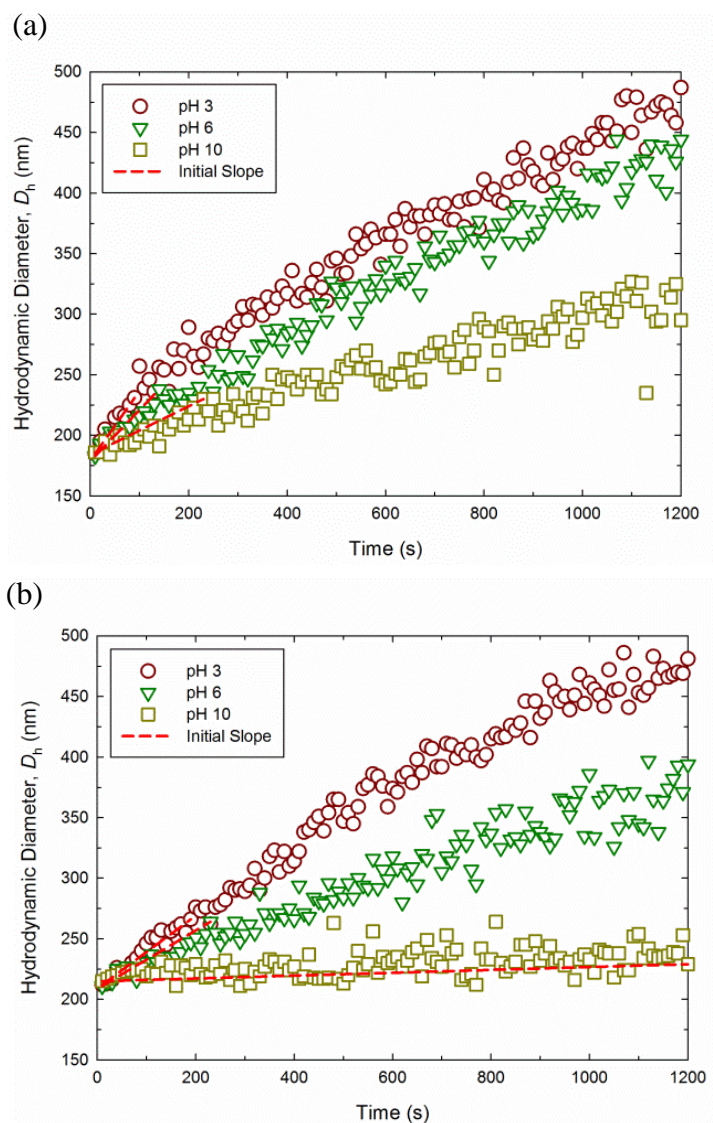 (a)
500
450
400
350
300
250
200
150
Hydrodynamic Diameter, Dh (nm)
pH 3
pH 6
pH 10
Initial Slope
0 200 400 600 800 1000 1200
Time (s)
(b)
500
450
400
350
300
250
200
150
Hydrodynamic Diameter, Dh (nm)
pH 3
pH 6
pH 10
Initial Slope
0 200 400 600 800 1000 1200
Time (s)